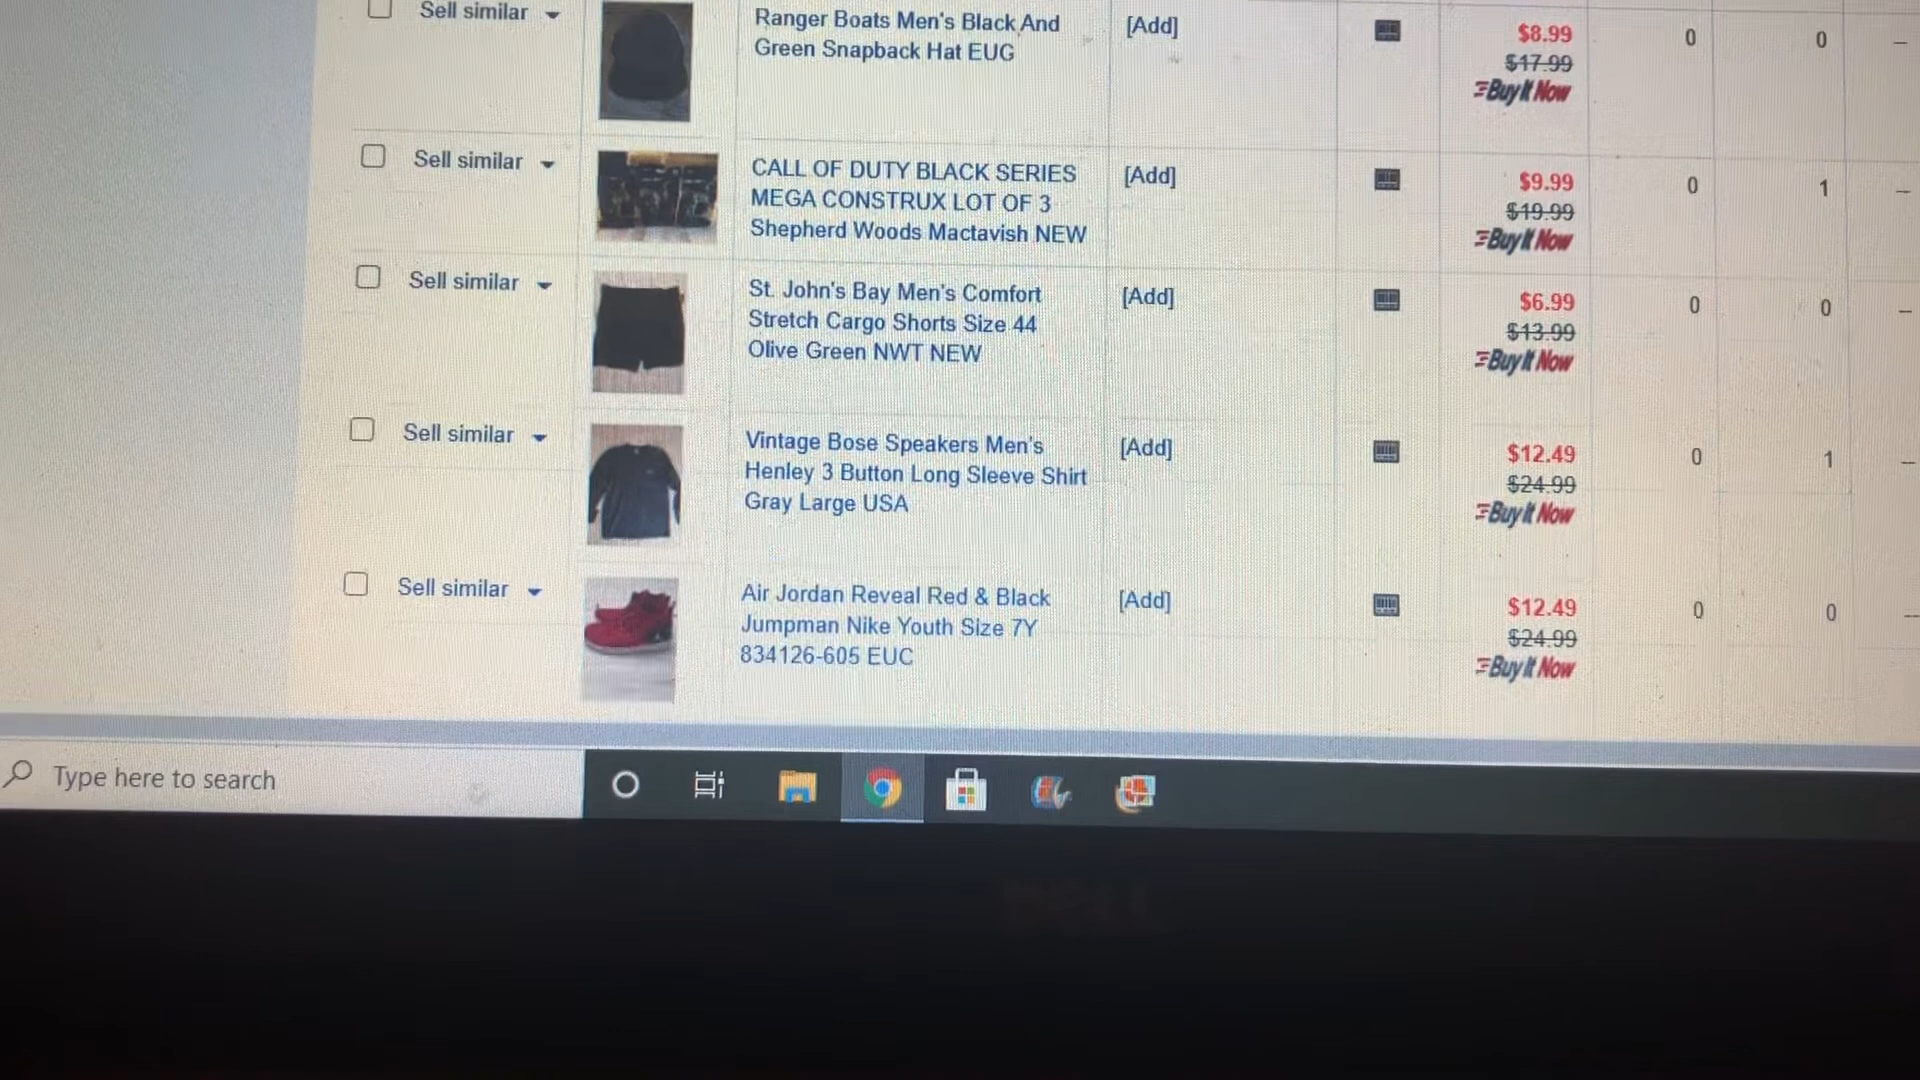 Sell similar
Ranger Boats Men's Black And
Green Snapback Hat EUG
[Add]
$8.99
$17.99
Buy It Now
0
0
Sell similar
CALL OF DUTY BLACK SERIES
MEGA CONSTRUX LOT OF 3
Shepherd Woods Mactavish NEW
[Add]
$9.99
$19.99
Buy It Now
0
1
Sell similar
St. John's Bay Men's Comfort
Stretch Cargo Shorts Size 44
Olive Green NWT NEW
[Add]
$6.99
$13.99
Buy It Now
0
0
Sell similar
Vintage Bose Speakers Men's
Henley 3 Button Long Sleeve Shirt
Gray Large USA
[Add]
$12.49
$24.99
Buy It Now
0
1
Sell similar
Air Jordan Reveal Red & Black
Jumpman Nike Youth Size 7Y
834126-605 EUC
[Add]
$12.49
$24.99
Buy It Now
0
0
Type here to search
DELL